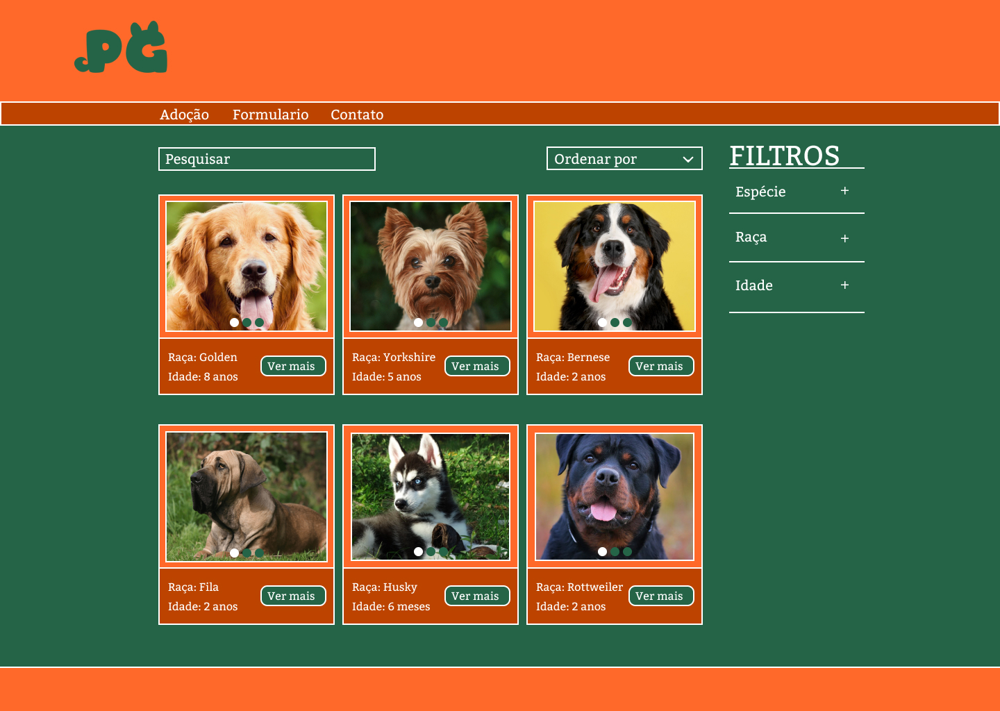 PG
Adoção Formulario Contato
Pesquisar
Ordenar por
FILTROS
Espécie +
Raça +
Idade +
Raça: Golden
Idade: 8 anos
Ver mais
Raça: Yorkshire
Idade: 5 anos
Ver mais
Raça: Bernese
Idade: 2 anos
Ver mais
Raça: Fila
Idade: 2 anos
Ver mais
Raça: Husky
Idade: 6 meses
Ver mais
Raça: Rottweiler
Idade: 2 anos
Ver mais